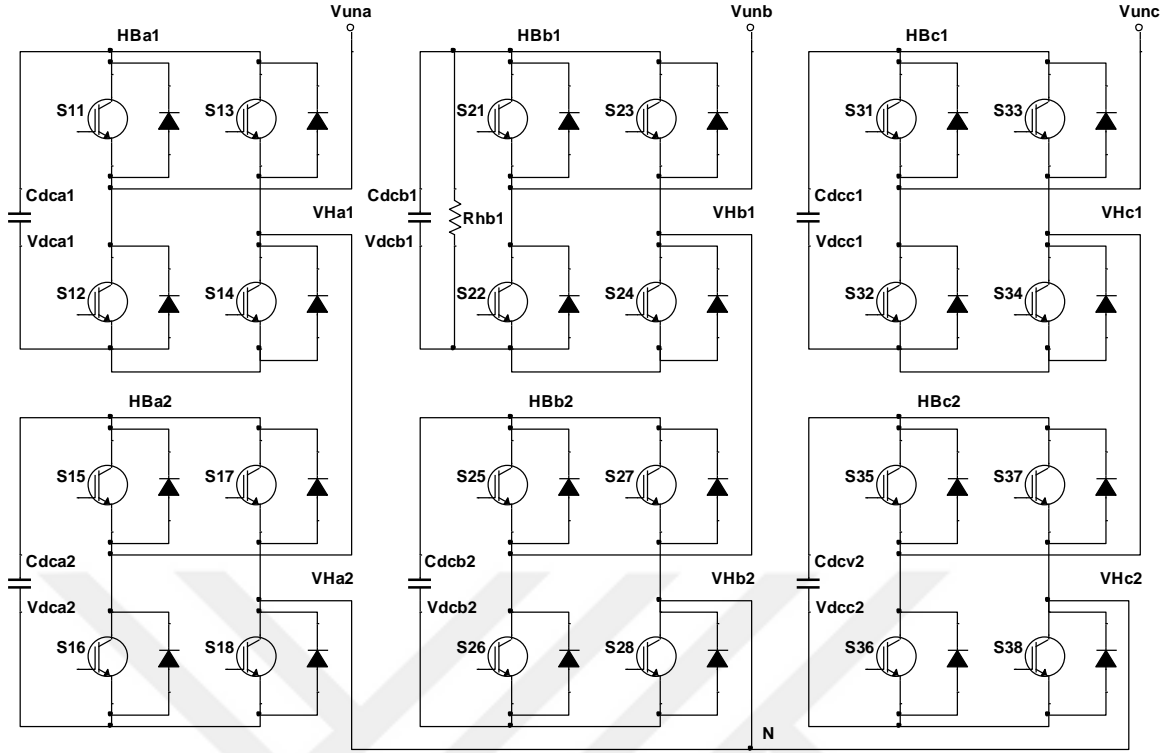 Vuna Vunb Vunc
HBa1 HBb1 HBc1
S11 S13 S21 S23 S31 S33
Cdca1 Cdcb1 Rhb1 Cdcc1
VHa1 VHb1 VHc1
Vdca1 Vdcb1 Vdcc1
S12 S14 S22 S24 S32 S34
HBa2 HBb2 HBc2
S15 S17 S25 S27 S35 S37
Cdca2 Cdcb2 Cdcv2
VHa2 VHb2 VHc2
Vdca2 Vdcb2 Vdcc2
S16 S18 S26 S28 S36 S38
N